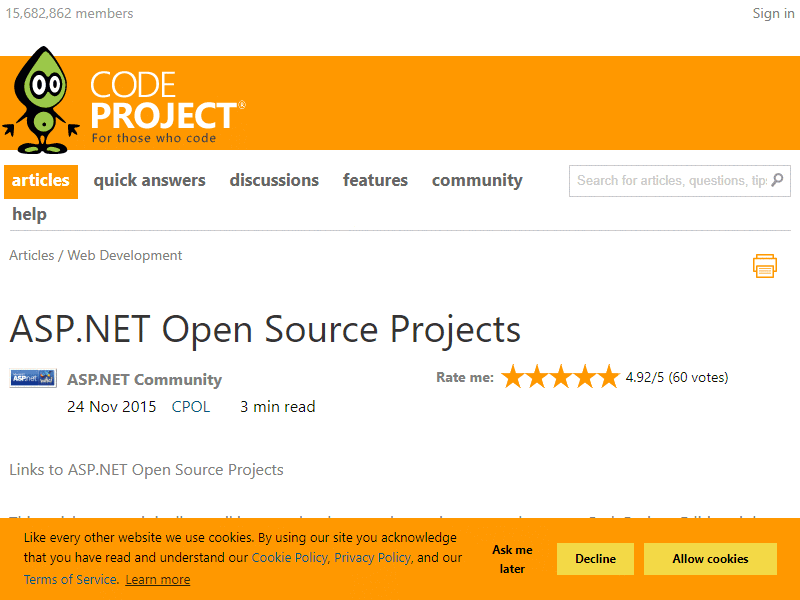 15,682,862 members
Sign in
CODE
PROJECT®
For those who code
articles quick answers discussions features community
Search for articles, questions, tips
help
Articles / Web Development
ASP.NET Open Source Projects
ASP.NET Community
Rate me: 4.92/5 (60 votes)
24 Nov 2015 CPOL 3 min read
Links to ASP.NET Open Source Projects
Like every other website we use cookies. By using our site you acknowledge
that you have read and understand our Cookie Policy, Privacy Policy, and our
Terms of Service. Learn more
Ask me
later
Decline
Allow cookies